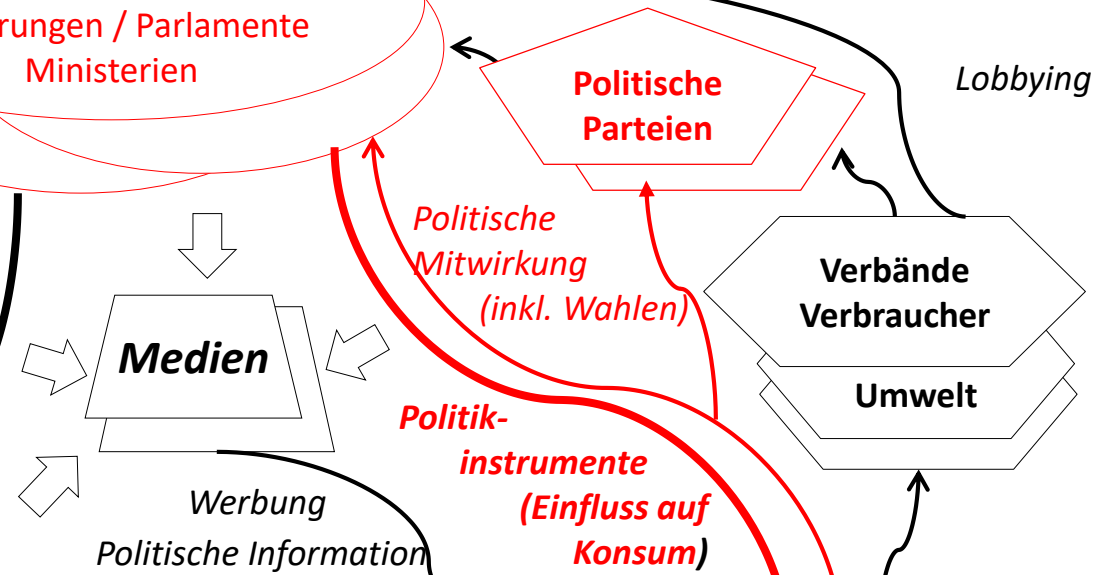 rungen / Parlamente
Ministerien
Politische
Parteien
Lobbying
Politische
Mitwirkung
(inkl. Wahlen)
Verbände
Verbraucher
Umwelt
Medien
Politik-
instrumente
(Einfluss auf
Konsum)
Werbung
Politische Information